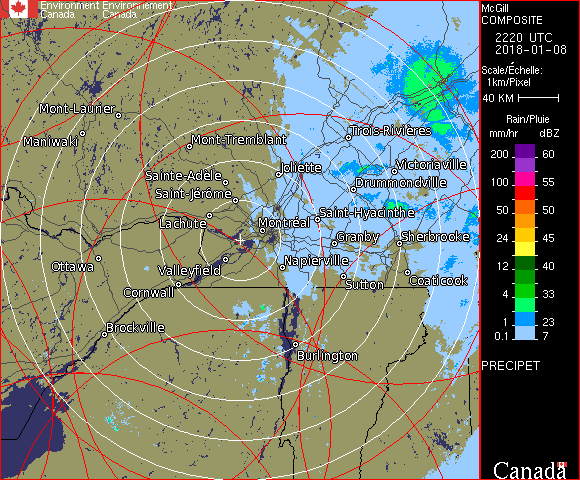 Environment Environnement
Canada Canada
McGill
COMPOSITE
2220 UTC
2018-01-08
Scale/Échelle:
1km/Pixel
40 KM
Rain/Pluie
mm/hr dBZ
200 60
100 55
50 50
24 45
12 40
4 33
1 23
0.1 7
PRECIPET
Canada
Mont-Laurier
Maniwaki
Mont-Tremblant
Trois-Rivières
Sainte-Adèle
Joliette
Victoriaville
Saint-Jérôme
Drummondville
Lachute
Saint-Hyacinthe
Montréal
Granby
Sherbrooke
Ottawa
Valleyfield
Napierville
Cornwall
Sutton
Coaticook
Brockville
Burlington